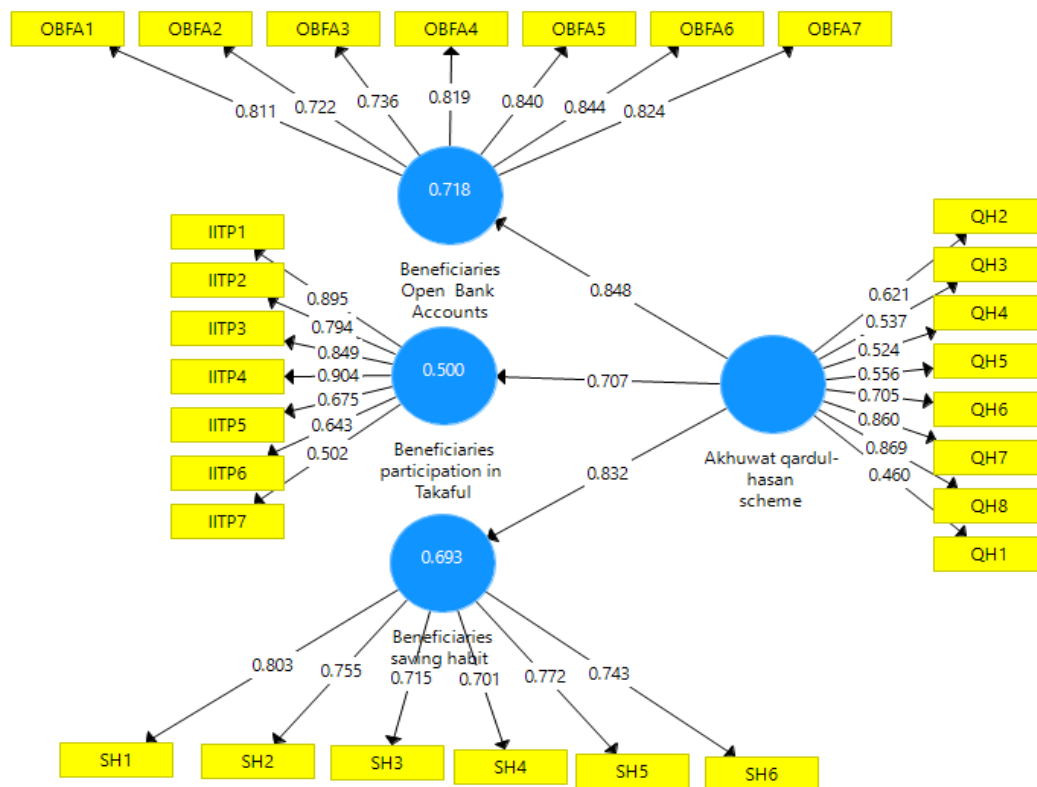 OBFA1 OBFA2 OBFA3 OBFA4 OBFA5 OBFA6 OBFA7
0.811 0.722 0.736 0.819 0.840 0.844 0.824
0.718
Beneficiaries
Open Bank
Accounts
IITP1
IITP2
IITP3
IITP4
IITP5
IITP6
IITP7
0.895
0.794
0.849
0.904
0.675
0.643
0.502
0.500
Beneficiaries
participation in
Takaful
0.848
0.707
0.832
Akhuwat qardul-
hasan
scheme
0.621
0.537
0.524
0.556
0.705
0.860
0.869
0.460
QH2
QH3
QH4
QH5
QH6
QH7
QH8
QH1
0.693
Beneficiaries
saving habit
0.803 0.755 0.715 0.701 0.772 0.743
SH1 SH2 SH3 SH4 SH5 SH6